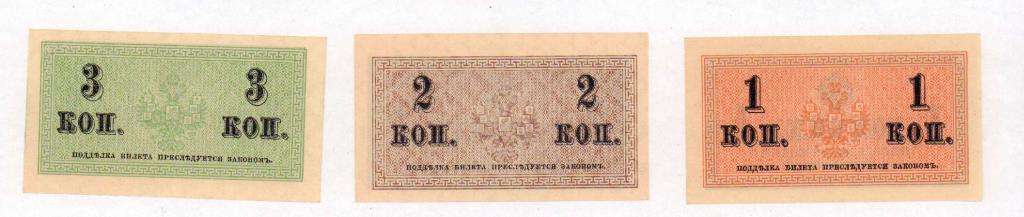 3 3
КОП. КОП.
ПОДДѢЛКА БИЛЕТА ПРЕСЛѢДУЕТСЯ ЗАКОНОМЪ.
2 2
КОП. КОП.
ПОДДѢЛКА БИЛЕТА ПРЕСЛѢДУЕТСЯ ЗАКОНОМЪ.
1 1
КОП. КОП.
ПОДДѢЛКА БИЛЕТА ПРЕСЛѢДУЕТСЯ ЗАКОНОМЪ.